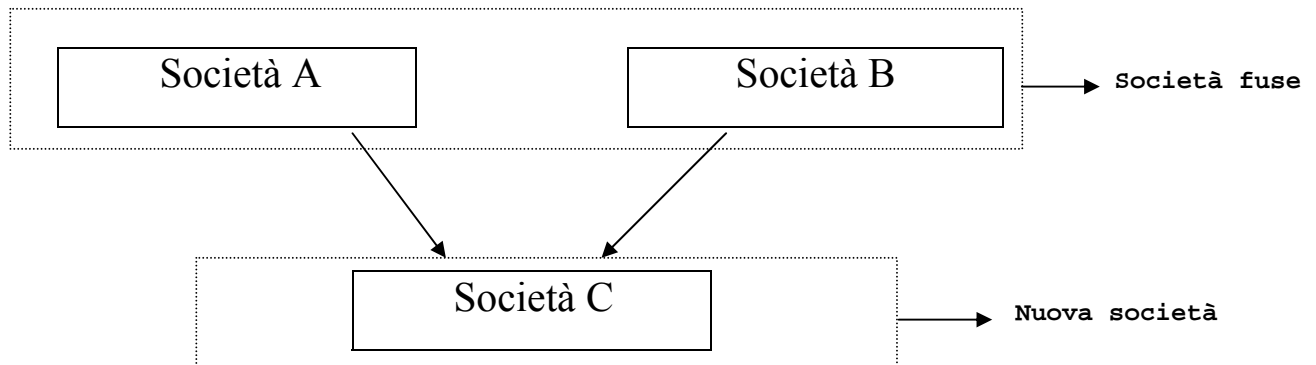 Società A
Società B
Società fuse
Società C
Nuova società